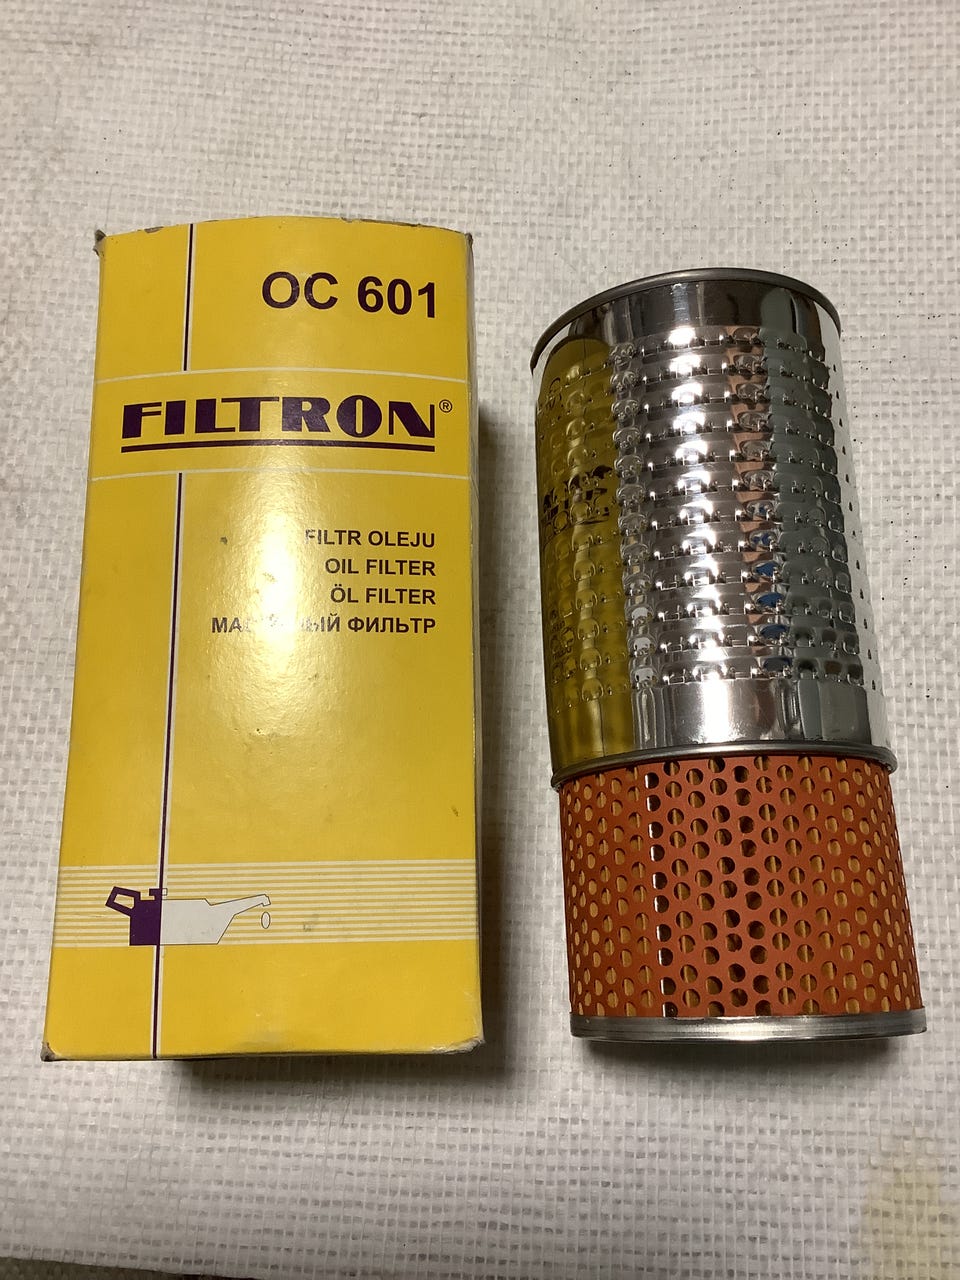 OC 601
FILTRON®
FILTR OLEJU
OIL FILTER
ÖL FILTER
ФИЛЬТР